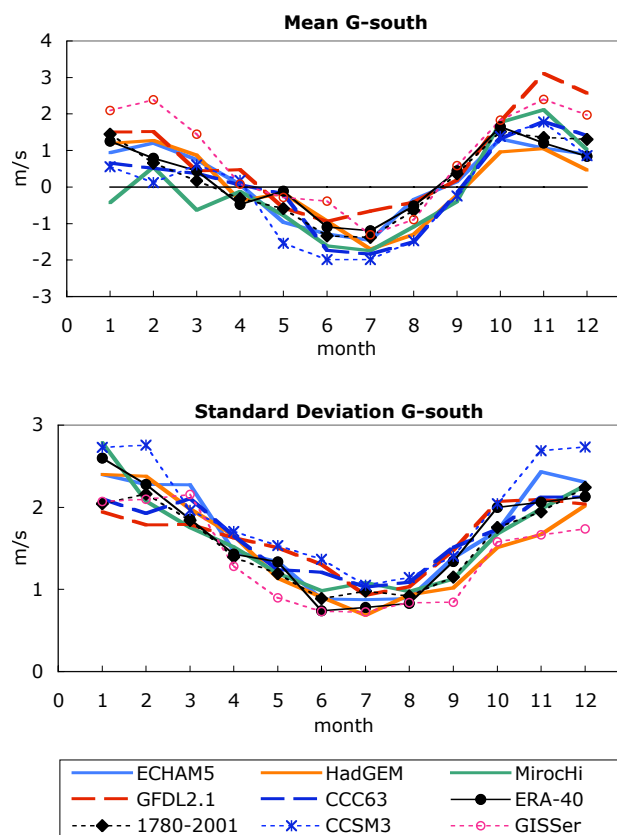 Mean G-south
4
3
2
1
0
-1
-2
-3
m/s
0 1 2 3 4 5 6 7 8 9 10 11 12
month
Standard Deviation G-south
3
2
1
0
m/s
0 1 2 3 4 5 6 7 8 9 10 11 12
month
ECHAM5 HadGEM MirocHi
GFDL2.1 CCC63 ERA-40
1780-2001 CCSM3 GISSer